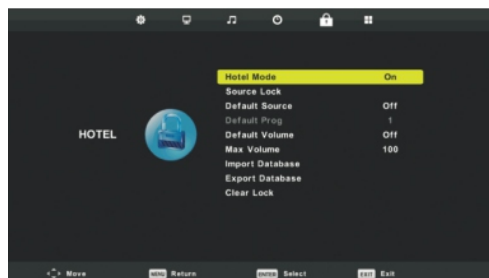 Hotel Mode On
Source Lock
Default Source Off
Default Prog 1
HOTEL
Default Volume Off
Max Volume 100
Import Database
Export Database
Clear Lock
Move MENU Return ENTER Select EXIT Exit